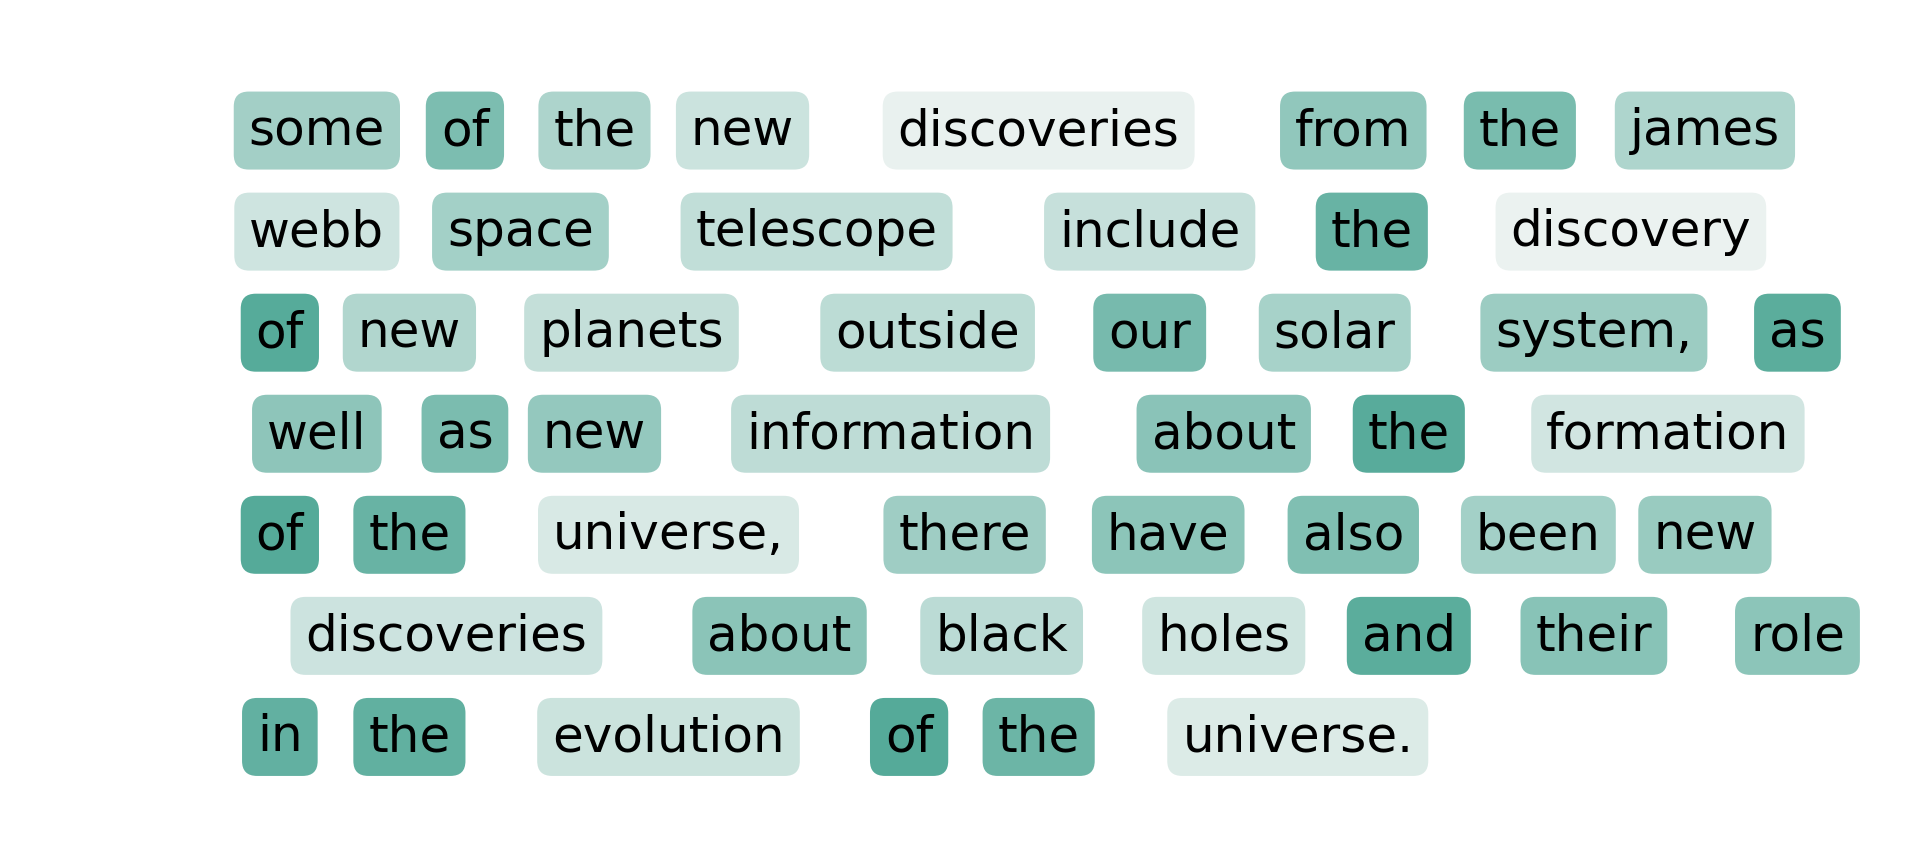 some of the new discoveries from the james
webb space telescope include the discovery
of new planets outside our solar system, as
well as new information about the formation
of the universe, there have also been new
discoveries about black holes and their role
in the evolution of the universe.